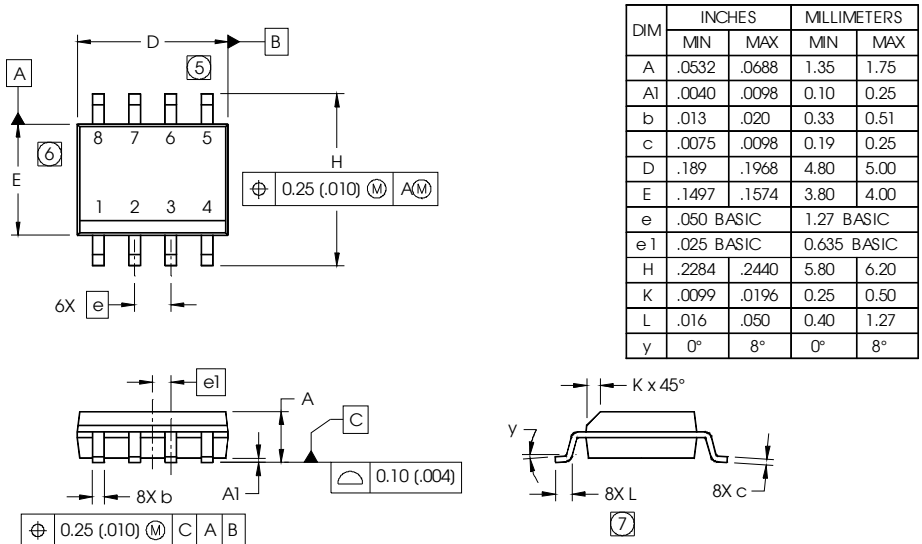 D
B
5
A
8 7 6 5
6
E
H
0.25 (.010) M A M
1 2 3 4
6X e
e1
A
C
0.10 (.004)
8X b
A1
0.25 (.010) M C A B
DIM INCHES MILLIMETERS
MIN MAX MIN MAX
A .0532 .0688 1.35 1.75
A1 .0040 .0098 0.10 0.25
b .013 .020 0.33 0.51
c .0075 .0098 0.19 0.25
D .189 .1968 4.80 5.00
E .1497 .1574 3.80 4.00
e .050 BASIC 1.27 BASIC
e1 .025 BASIC 0.635 BASIC
H .2284 .2440 5.80 6.20
K .0099 .0196 0.25 0.50
L .016 .050 0.40 1.27
y 0° 8° 0° 8°
K x 45°
y
8X L
8X c
7